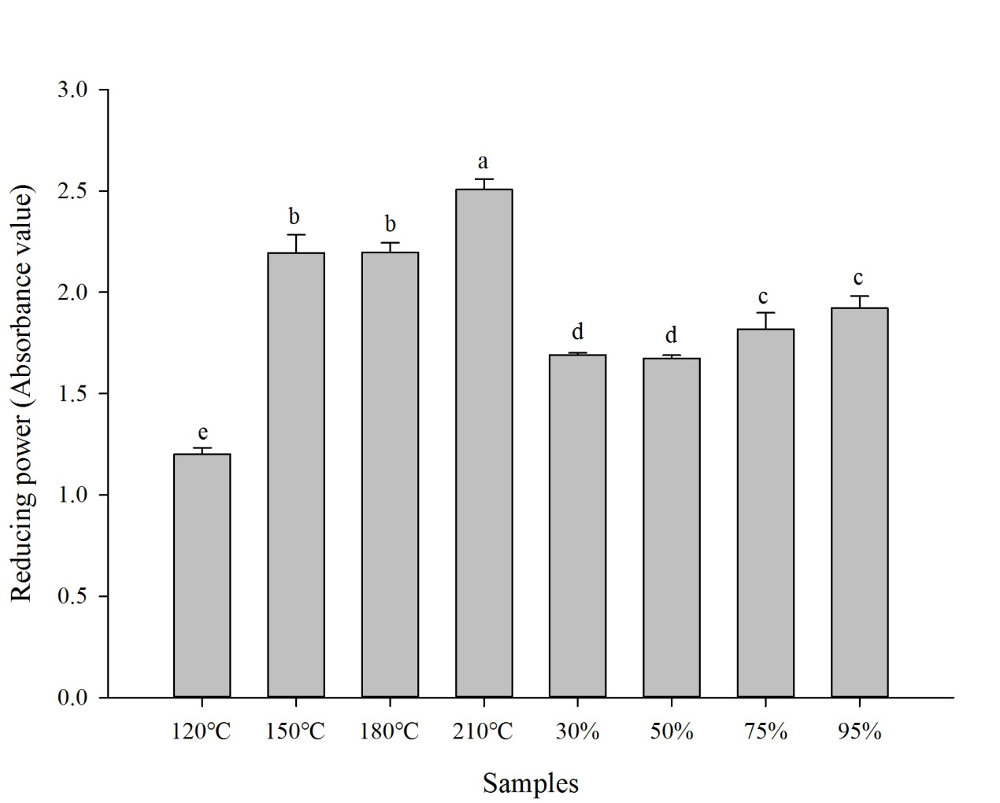 Reducing power (Absorbance value)
3.0
2.5
2.0
1.5
1.0
0.5
0.0
e
b
b
a
d
d
c
c
120℃
150℃
180℃
210℃
30%
50%
75%
95%
Samples